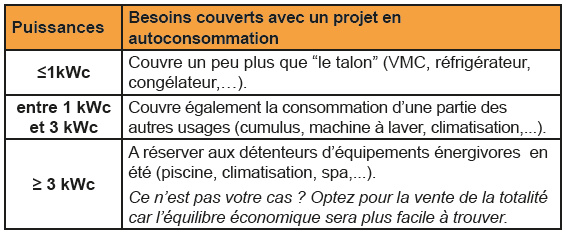 Puissances
Besoins couverts avec un projet en
autoconsommation
≤1kWc
Couvre un peu plus que “le talon” (VMC, réfrigérateur,
congélateur,…).
entre 1 kWc
et 3 kWc
Couvre également la consommation d’une partie des
autres usages (cumulus, machine à laver, climatisation,...).
≥ 3 kWc
A réserver aux détenteurs d’équipements énergivores en
été (piscine, climatisation, spa,...).
Ce n’est pas votre cas ? Optez pour la vente de la totalité
car l’équilibre économique sera plus facile à trouver.